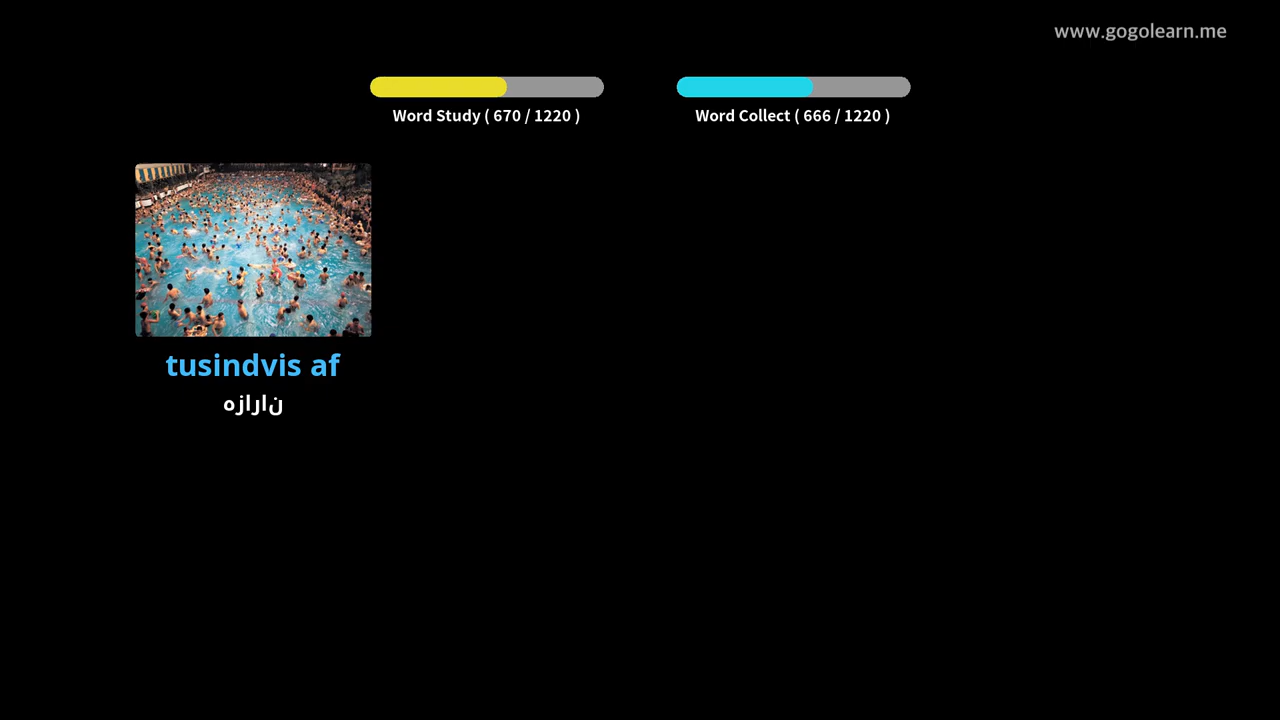 www.gogolearn.me
Word Study ( 670 / 1220 )
Word Collect ( 666 / 1220 )
tusindvis af
نارازه